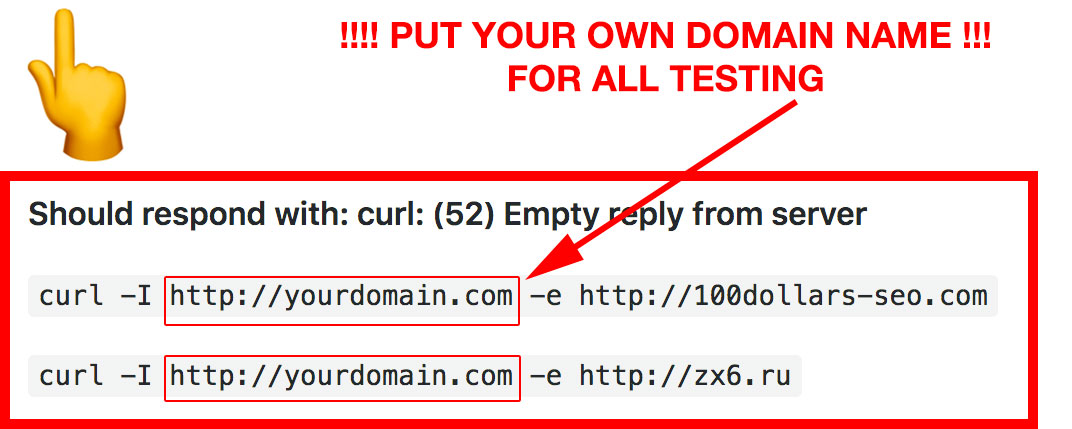 !!!! PUT YOUR OWN DOMAIN NAME !!!
FOR ALL TESTING
Should respond with: curl: (52) Empty reply from server
curl -I http://yourdomain.com -e http://100dollars-seo.com
curl -I http://yourdomain.com -e http://zx6.ru